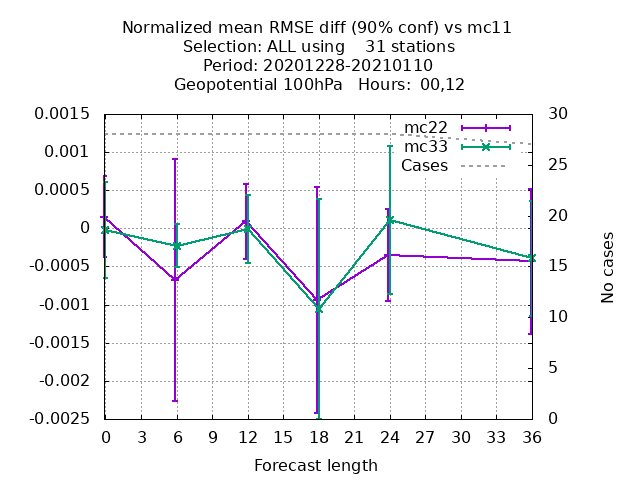 Normalized mean RMSE diff (90% conf) vs mc11
Selection: ALL using    31 stations
Period: 20201228-20210110
Geopotential 100hPa   Hours:  00,12
0.0015
0.001
0.0005
0
-0.0005
-0.001
-0.0015
-0.002
-0.0025
mc22
mc33
Cases
30
25
20
15
10
5
0
No cases
0 3 6 9 12 15 18 21 24 27 30 33 36
Forecast length